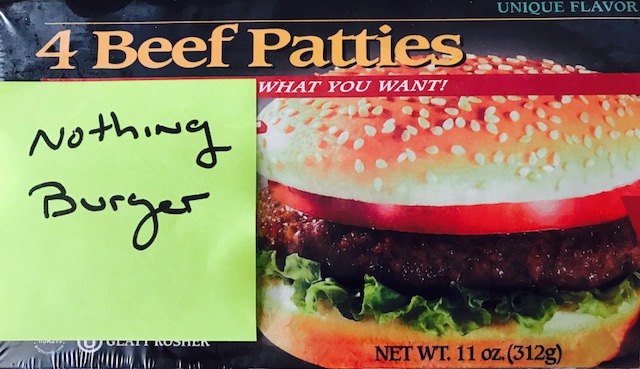 UNIQUE FLAVOR
4 Beef Patties
WHAT YOU WANT!
Nothing
Burger
GLATT KOSHER
NET WT. 11 oz.(312g)